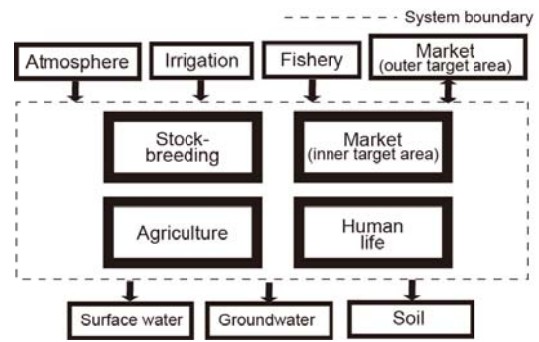 System boundary
Atmosphere
Irrigation
Fishery
Market
(outer target area)
Stock-
breeding
Market
(inner target area)
Agriculture
Human
life
Surface water
Groundwater
Soil